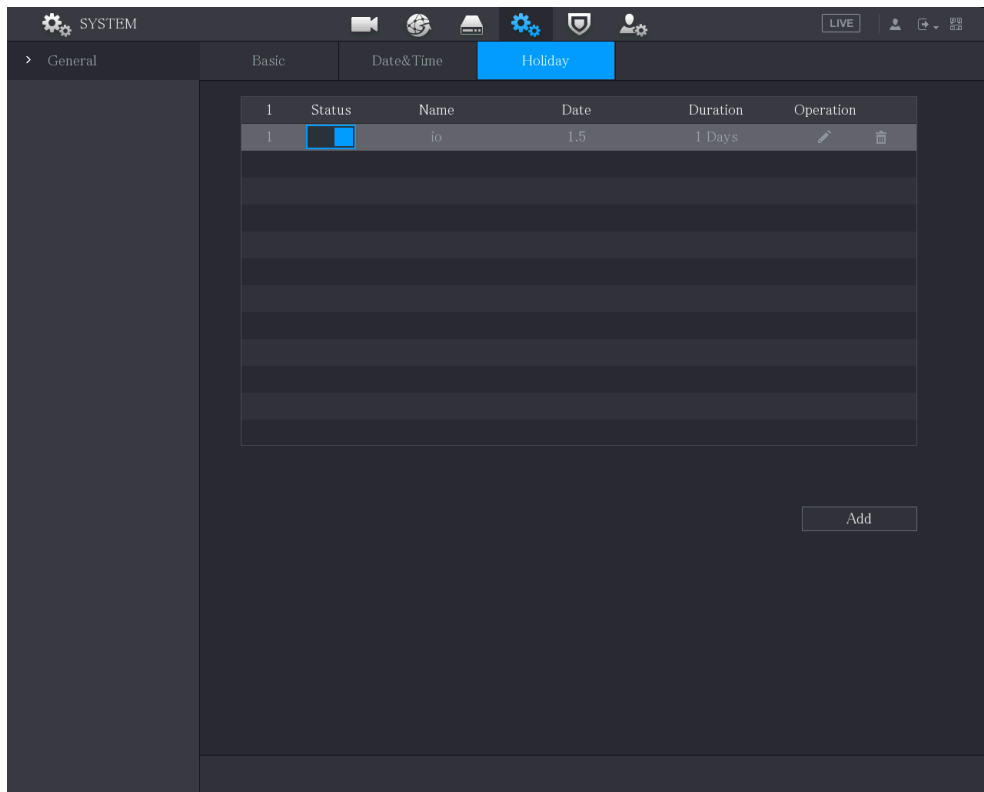 SYSTEM LIVE
General Basic Date&Time Holiday
1 Status Name Date Duration Operation
1 io 1.5 1 Days
Add